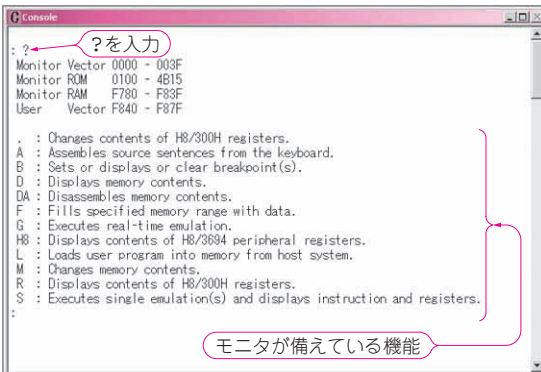 Console
: ?
?を入力
Monitor Vector 0000 - 003F
Monitor ROM 0100 - 4B15
Monitor RAM F780 - F83F
User Vector F840 - F87F
. : Changes contents of H8/300H registers.
A : Assembles source sentences from the keyboard.
B : Sets or displays or clear breakpoint(s).
D : Displays memory contents.
DA : Disassembles memory contents.
F : Fills specified memory range with data.
G : Executes real-time emulation.
H8 : Displays contents of H8/3694 peripheral registers.
L : Loads user program into memory from host system.
M : Changes memory contents.
R : Displays contents of H8/300H registers.
S : Executes single emulation(s) and displays instruction and registers.
:
モニタが備えている機能